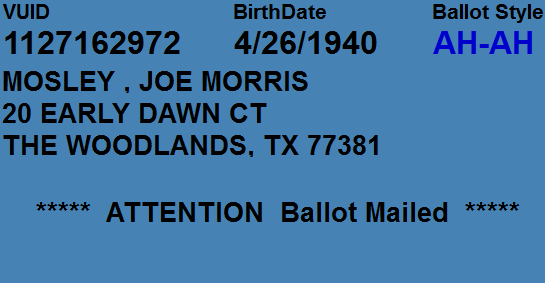 VUID BirthDate Ballot Style
1127162972 4/26/1940 AH-AH
MOSLEY , JOE MORRIS
20 EARLY DAWN CT
THE WOODLANDS, TX 77381
***** ATTENTION Ballot Mailed *****